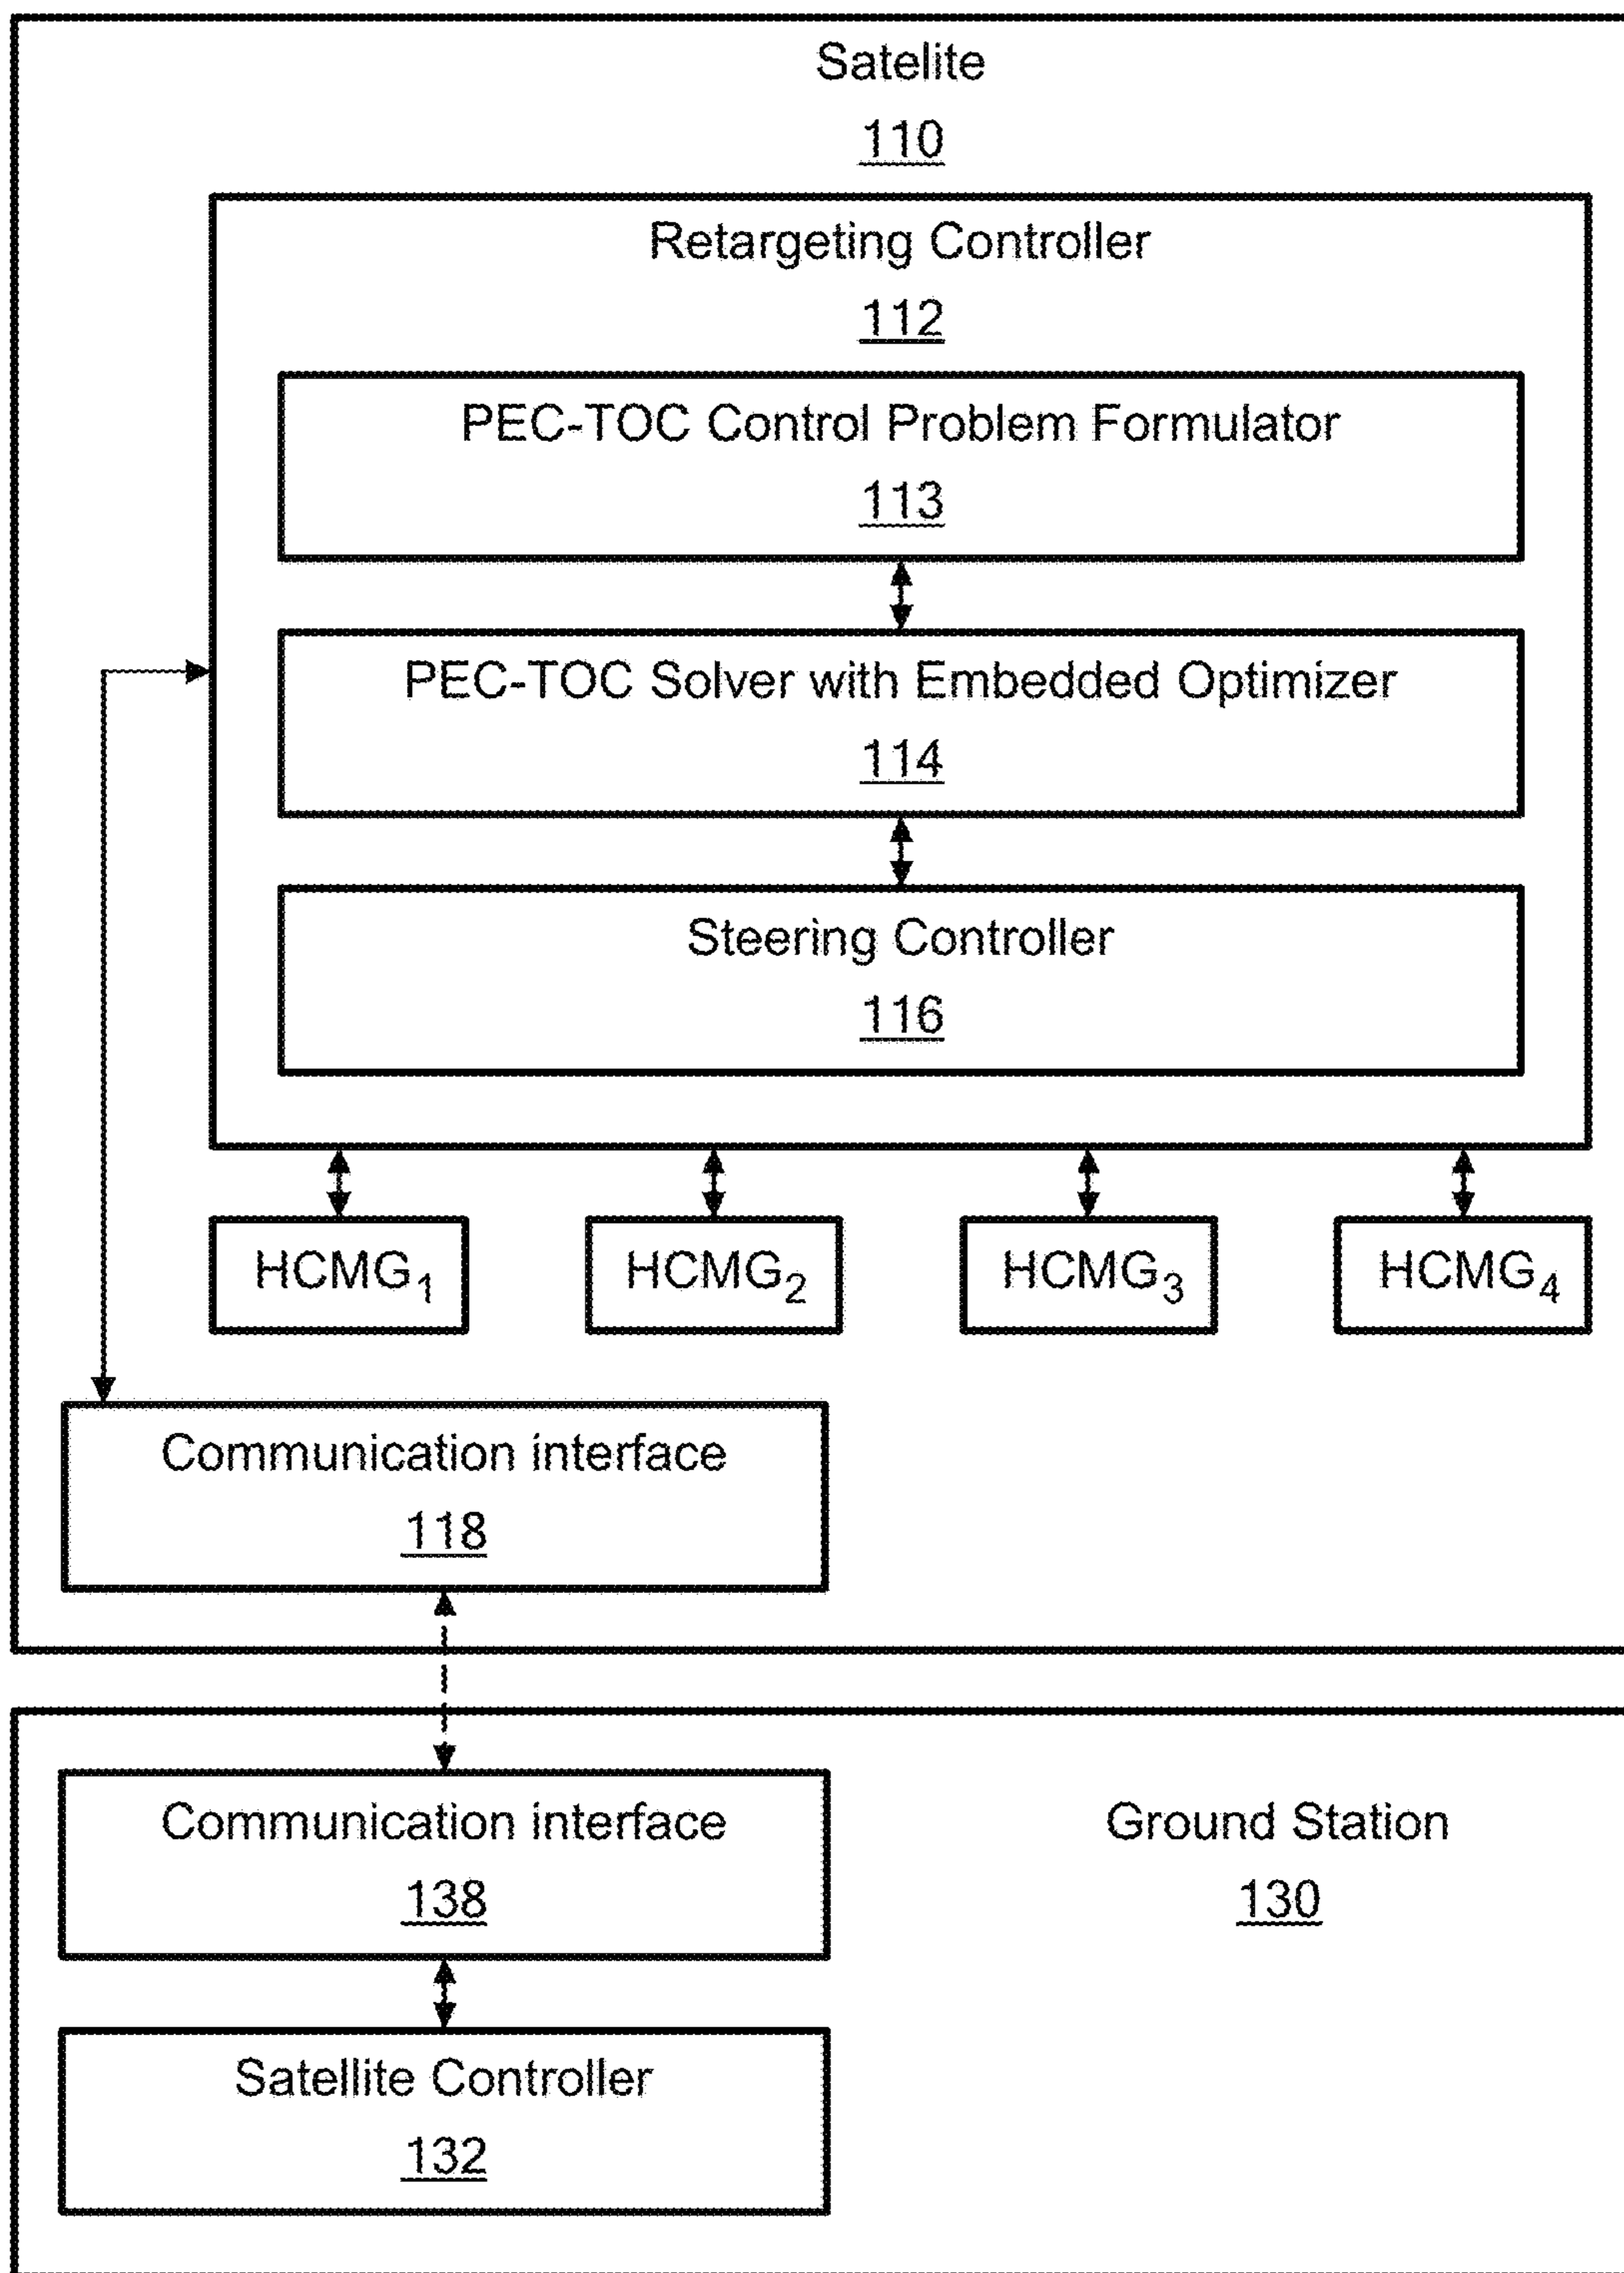 Satelite
110
Retargeting Controller
112
PEC-TOC Control Problem Formulator
113
PEC-TOC Solver with Embedded Optimizer
114
Steering Controller
116
HCMG1 HCMG2 HCMG3 HCMG4
Communication interface
118
Communication interface
138
Ground Station
130
Satellite Controller
132